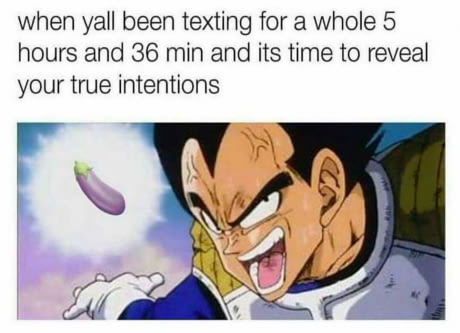 when yall been texting for a whole 5
hours and 36 min and its time to reveal
your true intentions